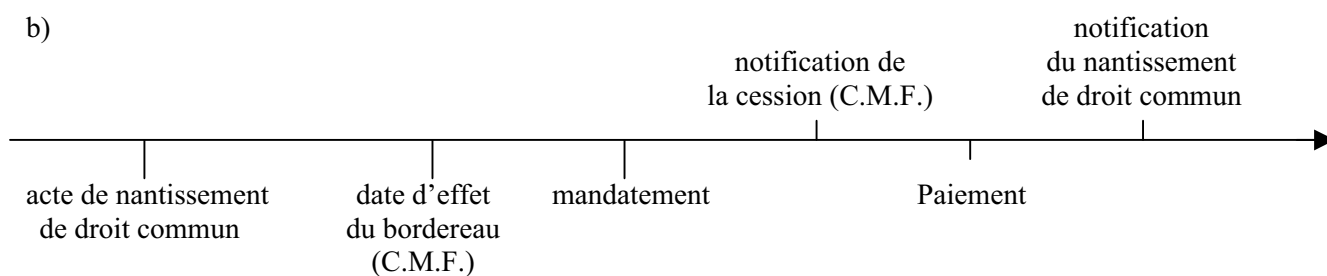 b)
notification
du nantissement
de droit commun
notification de
la cession (C.M.F.)
acte de nantissement
de droit commun
date d’effet
du bordereau
(C.M.F.)
mandatement
Paiement